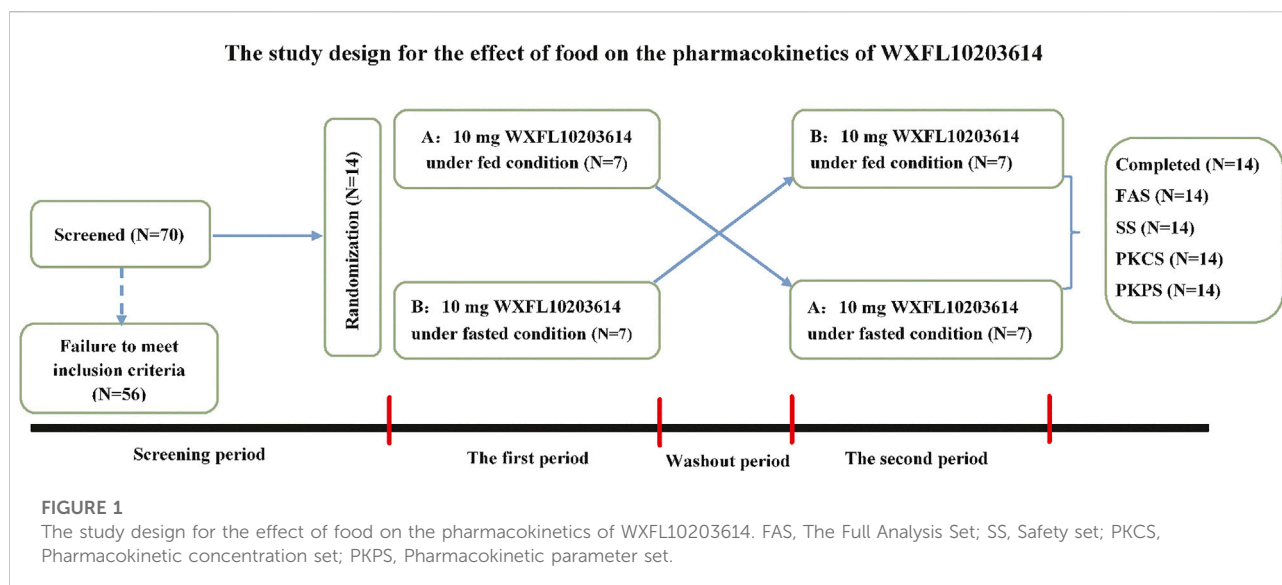 The study design for the effect of food on the pharmacokinetics of WXFL10203614
Screened (N=70)
Failure to meet
inclusion criteria
(N=56)
Randomization (N=14)
A: 10 mg WXFL10203614
under fed condition (N=7)
B: 10 mg WXFL10203614
under fasted condition (N=7)
B: 10 mg WXFL10203614
under fed condition (N=7)
A: 10 mg WXFL10203614
under fasted condition (N=7)
Completed (N=14)
FAS (N=14)
SS (N=14)
PKCS (N=14)
PKPS (N=14)
Screening period
The first period
Washout period
The second period
FIGURE 1
The study design for the effect of food on the pharmacokinetics of WXFL10203614. FAS, The Full Analysis Set; SS, Safety set; PKCS,
Pharmacokinetic concentration set; PKPS, Pharmacokinetic parameter set.